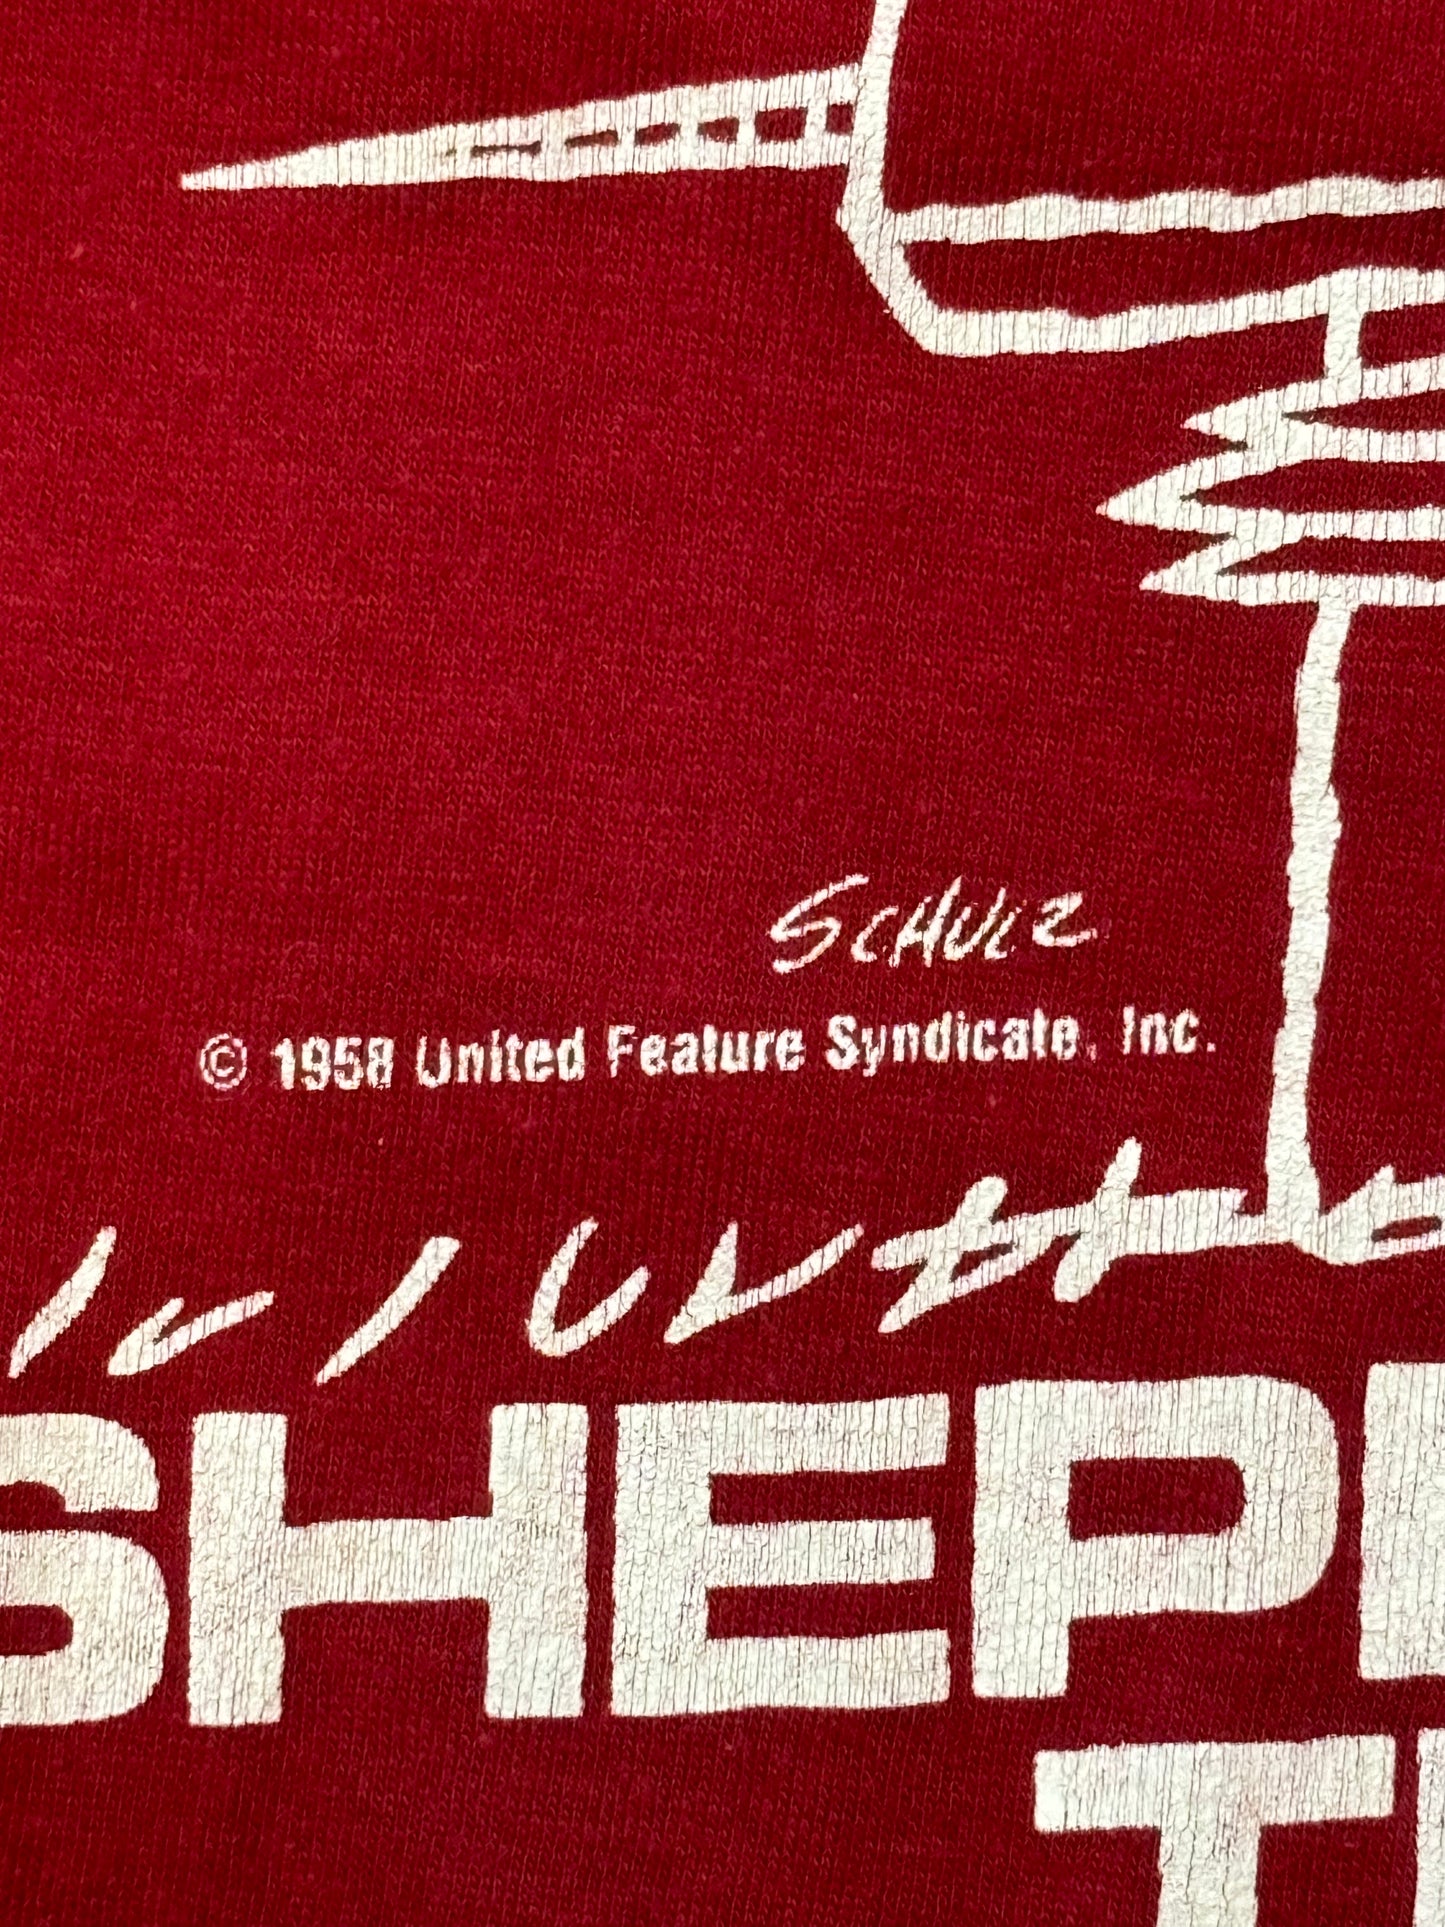 SCHULZ
© 1958 United Feature Syndicate, Inc.
SHEP
T